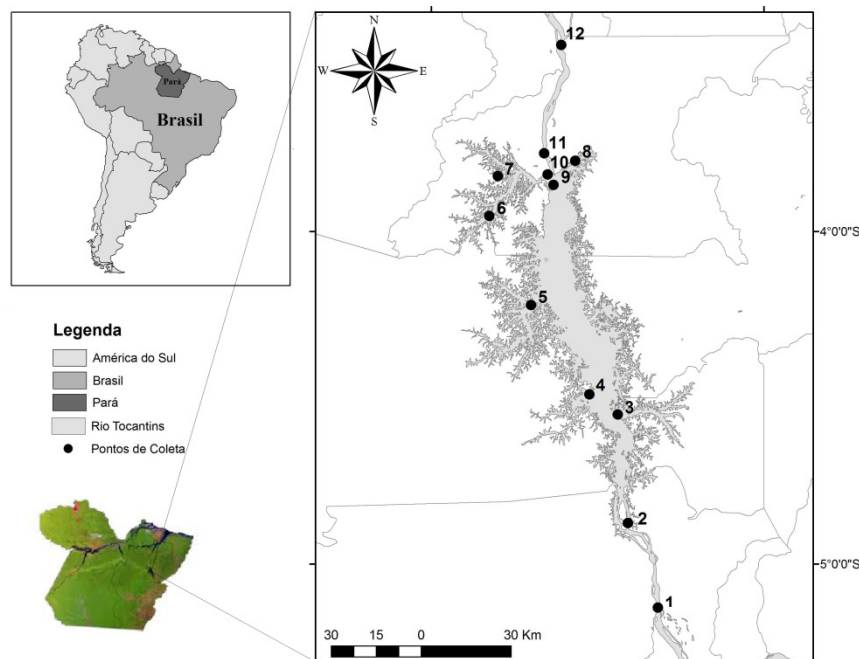 Pará
Brasil
N
W
E
S
12
11
8
10
7
9
6
4°0'0"S
5
4
3
2
5°0'0"S
1
30 15 0 30 Km
Legenda
América do Sul
Brasil
Pará
Rio Tocantins
Pontos de Coleta